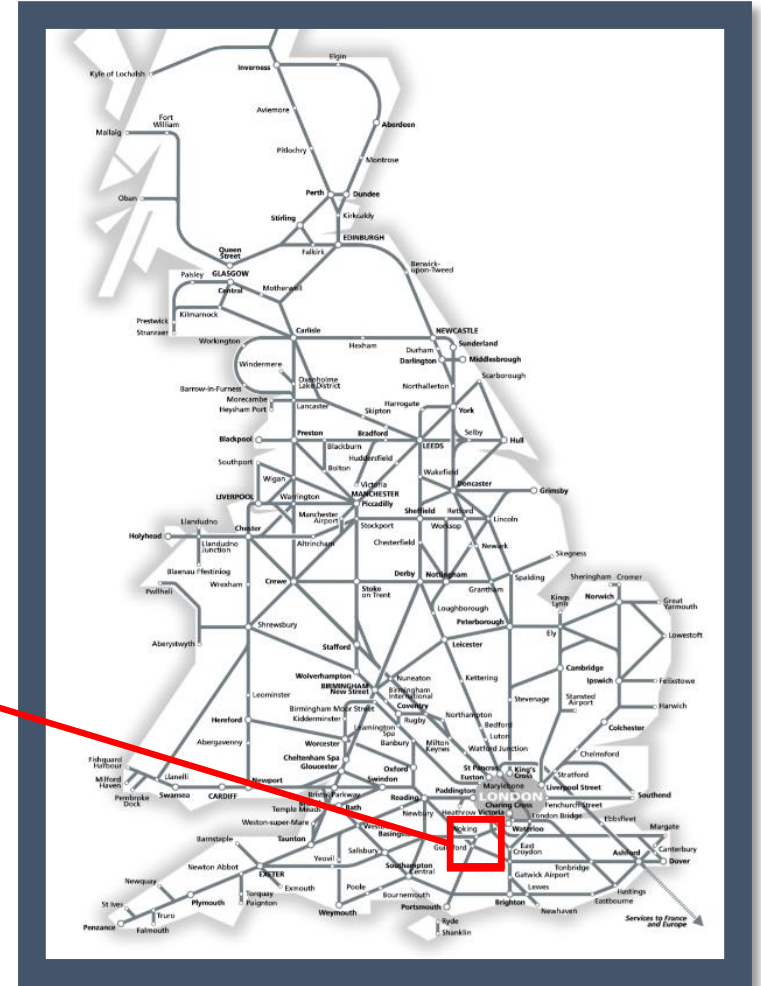 Elgin
Inverness
Kyle of Lochalsh
Aviemore
Fort
William
Mallaig
Aberdeen
Pitlochry
Montrose
Perth
Dundee
Oban
Stirling
Kirkcaldy
EDINBURGH
Queen
Street
Falkirk
Berwick-
upon-Tweed
Paisley
GLASGOW
Central
Motherwell
Prestwick
Kilmarnock
Stranraer
Carlisle
NEWCASTLE
Workington
Hexham
Sunderland
Durham
Darlington
Middlesbrough
Windermere
Scarborough
Oxenholme
Lake District
Barrow-in-Furness
Northallerton
Morecambe
Heysham Port
Lancaster
Harrogate
Skipton
York
Blackpool
Preston
Bradford
Selby
Hull
Blackburn
LEEDS
Southport
Huddersfield
Bolton
Wakefield
Wigan
Victoria
Doncaster
Grimsby
LIVERPOOL
Warrington
MANCHESTER
Piccadilly
Manchester
Airport
Sheffield
Retford
Llandudno
Stockport
Worksop
Lincoln
Holyhead
Chester
Llandudno
Junction
Altrincham
Chesterfield
Newark
Skegness
Blaenau Ffestiniog
Wrexham
Crewe
Derby
Nottingham
Spalding
Sheringham
Cromer
Pwllheli
Stoke
on Trent
Grantham
Kings
Lynn
Norwich
Great
Yarmouth
Loughborough
Shrewsbury
Peterborough
Ely
Lowestoft
Aberystwyth
Stafford
Leicester
Wolverhampton
BIRMINGHAM
New Street
Nuneaton
Birmingham
International
Kettering
Cambridge
Ipswich
Felixstowe
Leominster
Birmingham Moor Street
Coventry
Stevenage
Stansted
Airport
Harwich
Hereford
Kidderminster
Rugby
Northampton
Leamington
Spa
Bedford
Colchester
Abergavenny
Worcester
Banbury
Milton
Keynes
Luton
Watford Junction
Chelmsford
Fishguard
Harbour
Cheltenham Spa
Gloucester
Oxford
St Pancras
Euston
King's
Cross
Stratford
Milford
Haven
Llanelli
Newport
Swindon
Marylebone
Liverpool Street
Pembroke
Dock
Swansea
CARDIFF
Bristol Parkway
Reading
Paddington
LONDON
Southend
Temple Meads
Bath
Newbury
Heathrow
Victoria
Charing Cross
Fenchurch Street
London Bridge
Ebbsfleet
Weston-super-Mare
Woking
Waterloo
Margate
Barnstaple
Taunton
Guildford
East
Croydon
Canterbury
Newton Abbot
Yeovil
Salisbury
Tonbridge
Ashford
Dover
EXETER
Southampton
Central
Gatwick Airport
Newquay
Exmouth
Poole
Lewes
Hastings
St Ives
Plymouth
Torquay
Paignton
Bournemouth
Portsmouth
Brighton
Eastbourne
Truro
Weymouth
Newhaven
Penzance
Falmouth
Ryde
Shanklin
Services to France
and Europe